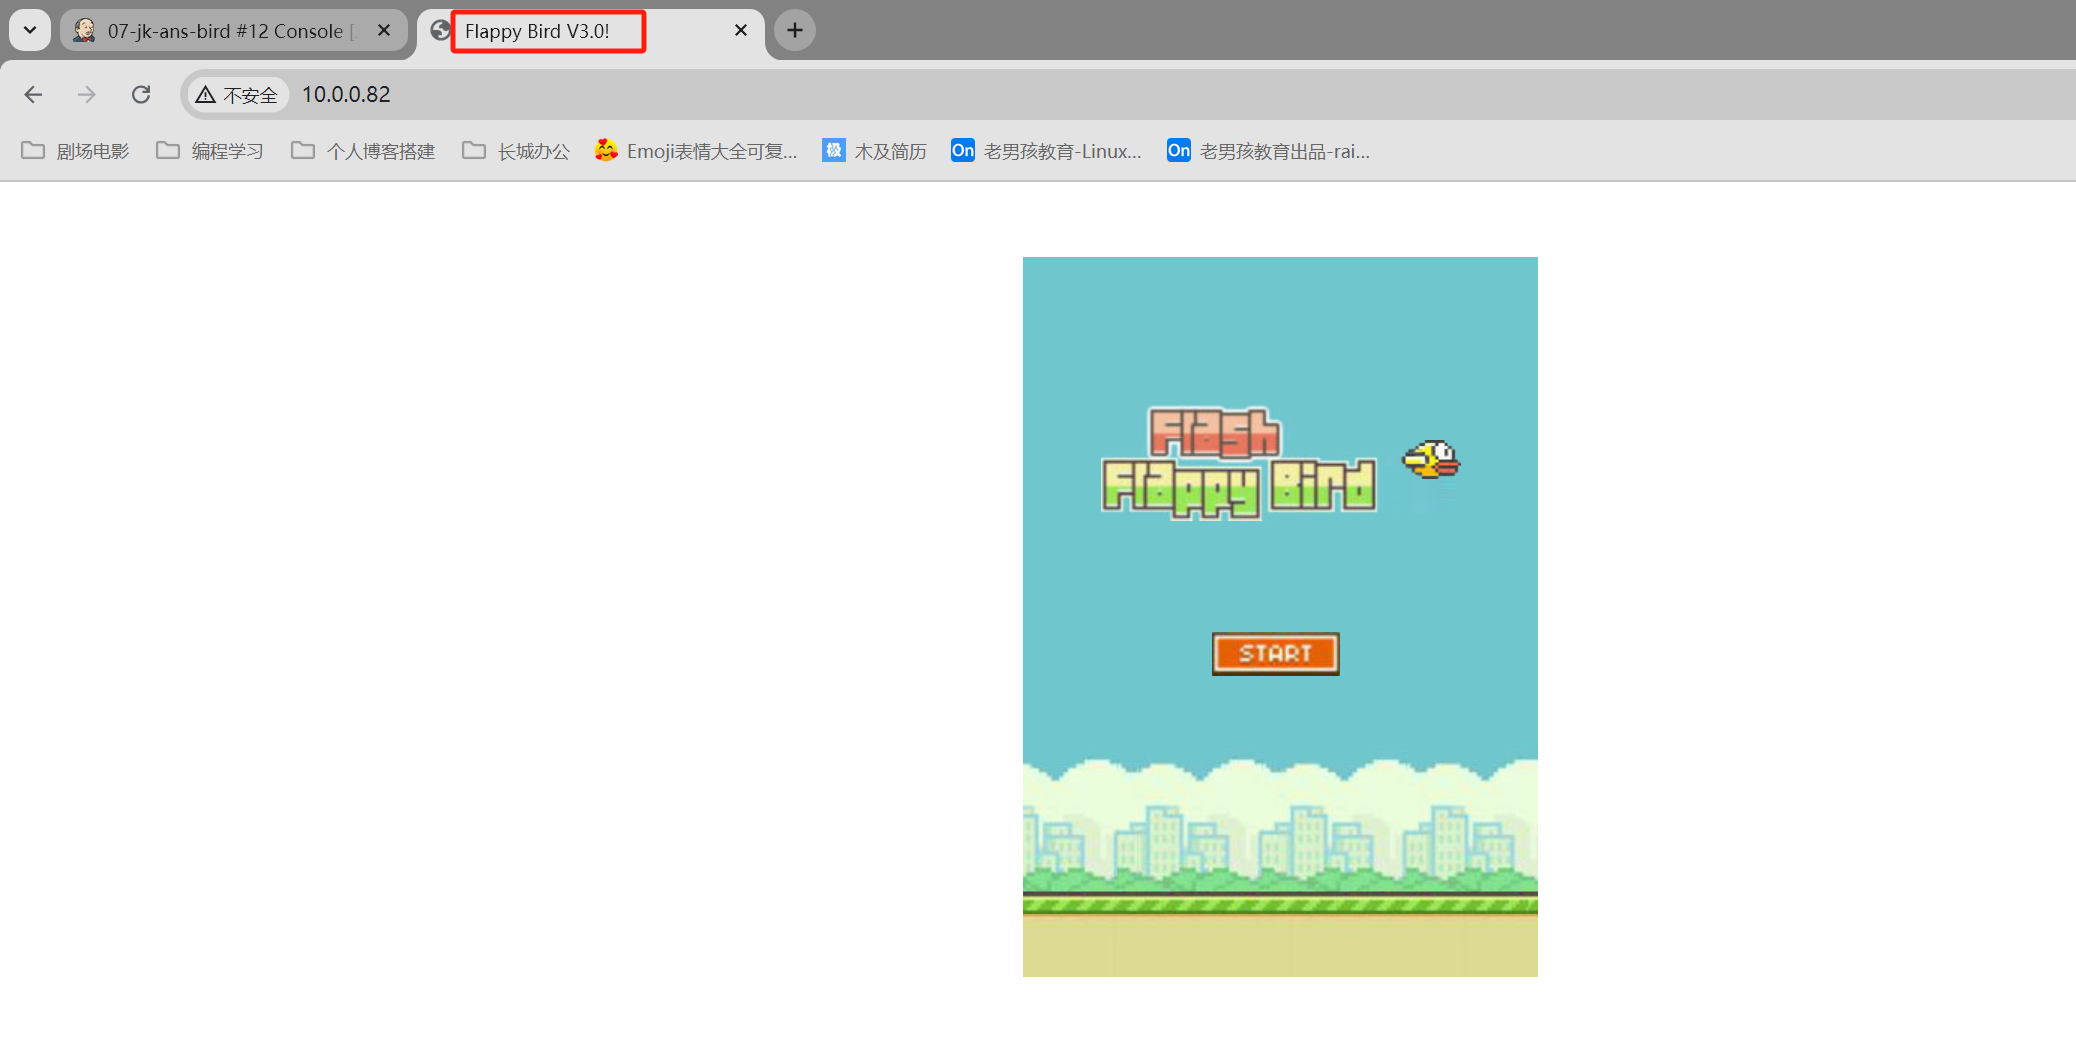 07-jk-ans-bird #12 Console [
Flappy Bird V3.0!
不安全
10.0.0.82
剧场电影
编程学习
个人博客搭建
长城办公
Emoji表情大全可复...
极 木及简历
On 老男孩教育-Linux...
On 老男孩教育出品-rai...
Flash
Flappy Bird
START